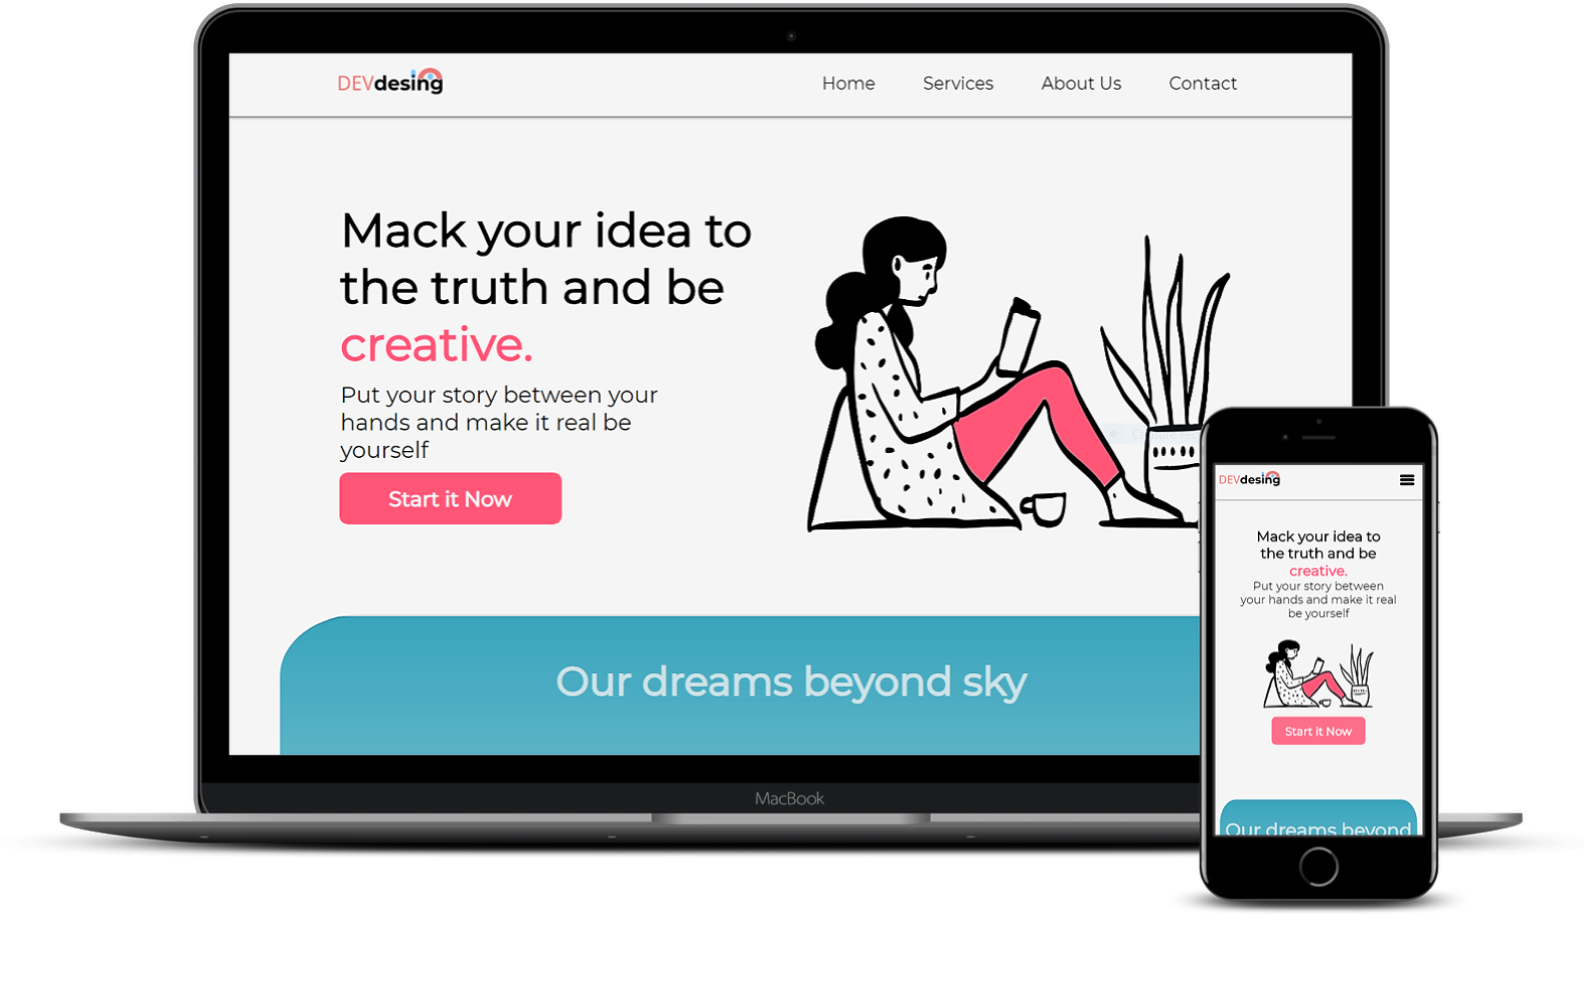 DEVdesing
Home Services About Us Contact
Mack your idea to
the truth and be
creative.
Put your story between your
hands and make it real be
yourself
Start it Now
Our dreams beyond sky
MacBook
DEVdesing
Mack your idea to
the truth and be
creative.
Put your story between
your hands and make it real
be yourself
Start it Now
Our dreams beyond